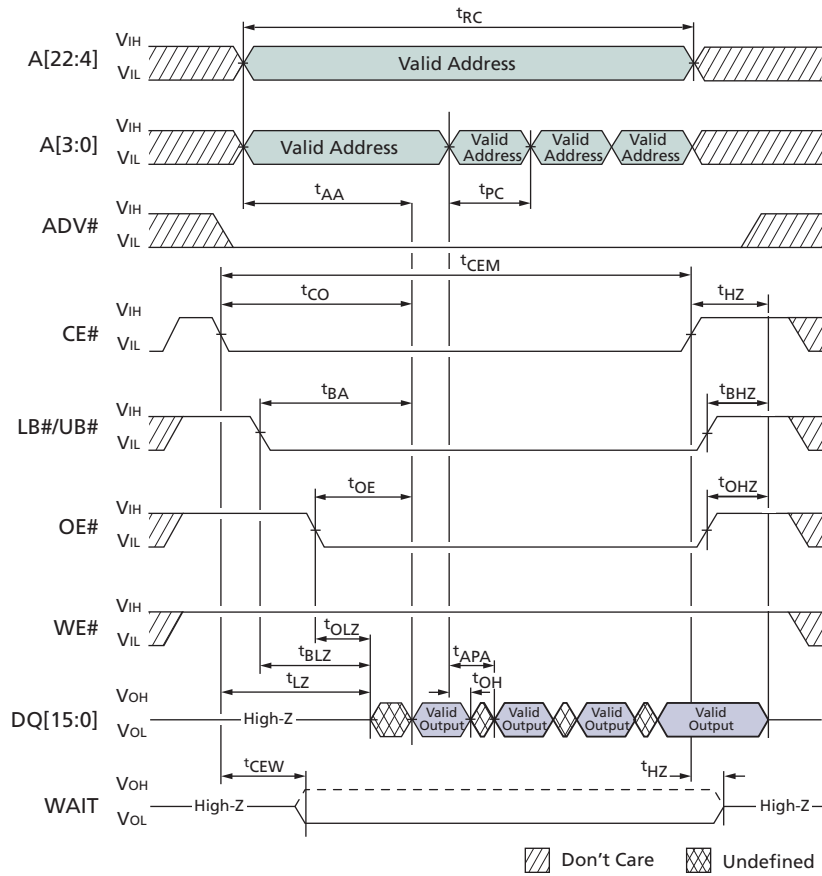 tRC
VIH
A[22:4]
VIL
Valid Address
VIH
A[3:0]
VIL
Valid Address
Valid Address
Valid Address
Valid Address
tAA
tPC
VIH
ADV#
VIL
tCEM
tCO
tHZ
VIH
CE#
VIL
tBA
tBHZ
VIH
LB#/UB#
VIL
tOE
tOHZ
VIH
OE#
VIL
VIH
WE#
VIL
tOLZ
tBLZ
tAPA
tLZ
tOH
VOH
DQ[15:0]
VOL
High-Z
Valid Output
Valid Output
Valid Output
Valid Output
tCEW
tHZ
VOH
WAIT
VOL
High-Z
High-Z
Don't Care
Undefined